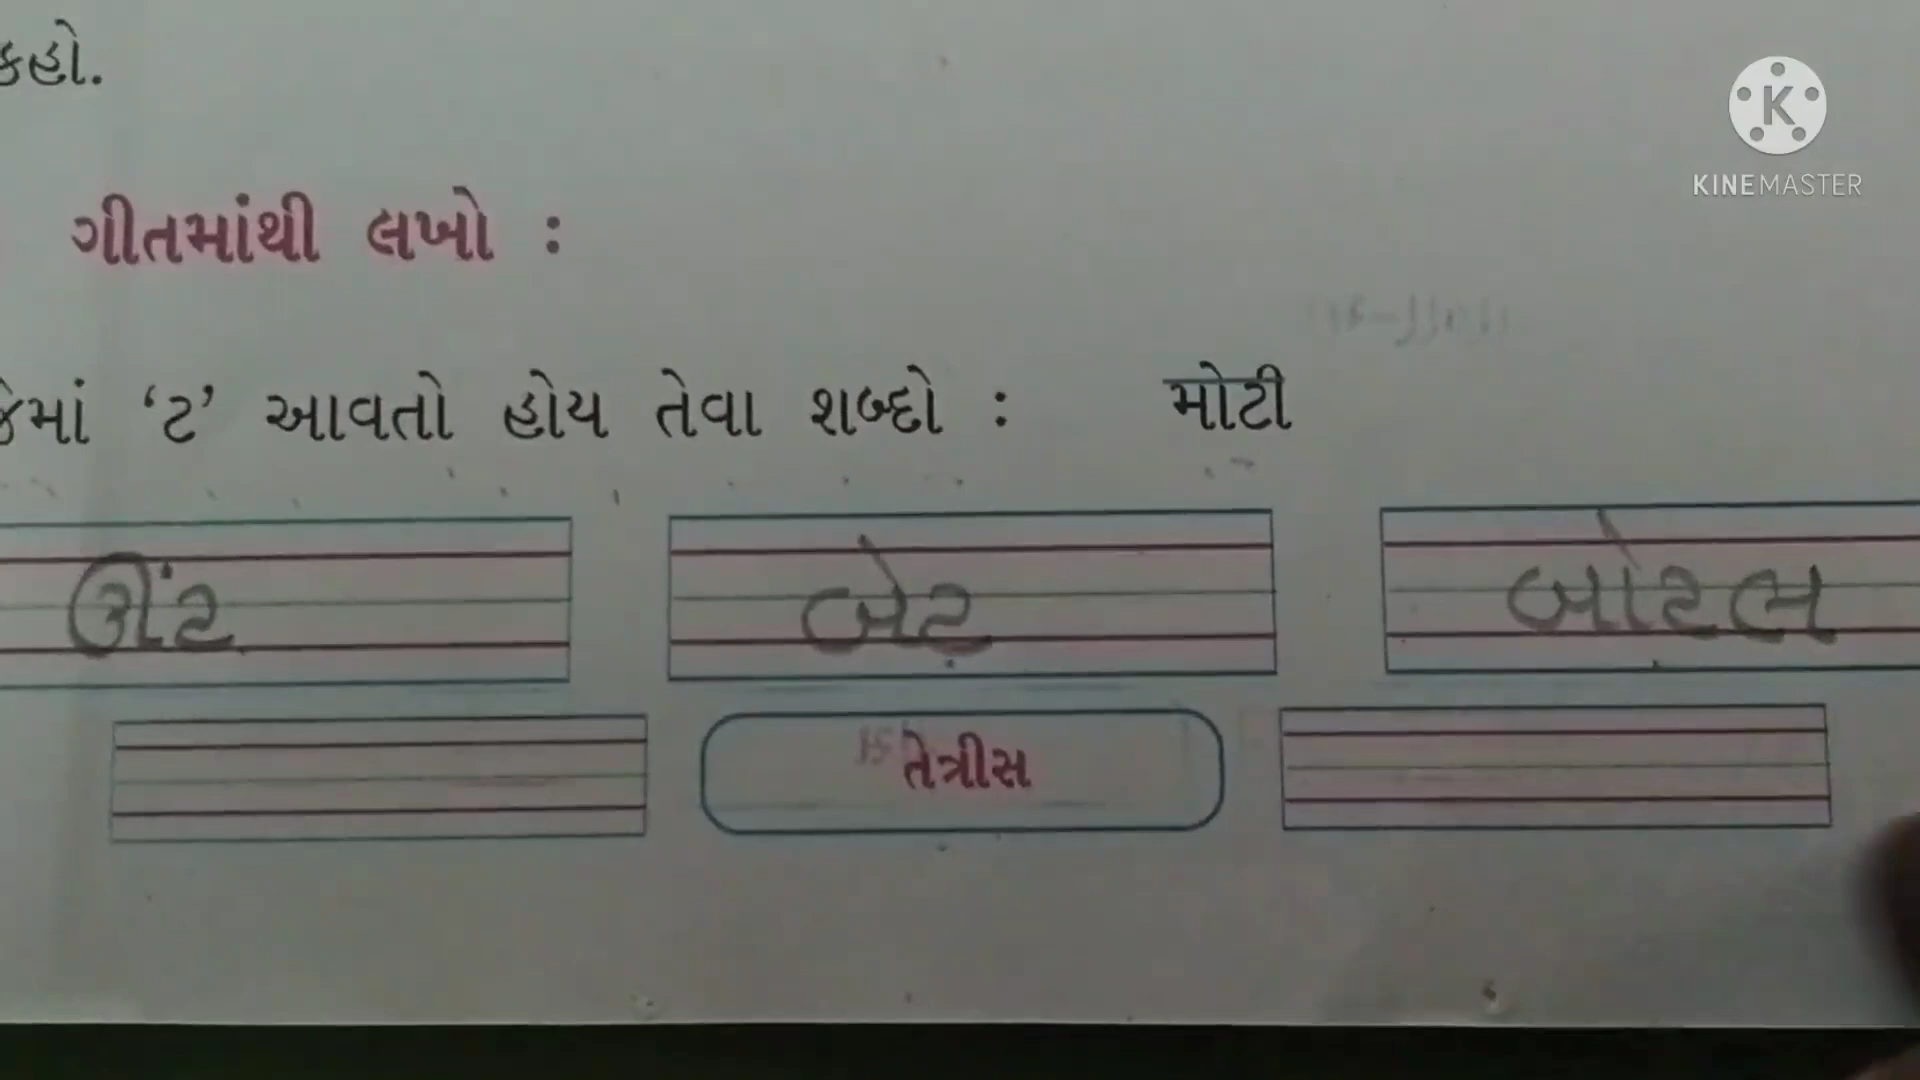 કહો.
KINEMASTER
ગીતમાંથી લખો :
જેમાં ‘ટ’ આવતો હોય તેવા શબ્દો : મોટી
ઊંટ બેટ બોટલ
તેત્રીસ